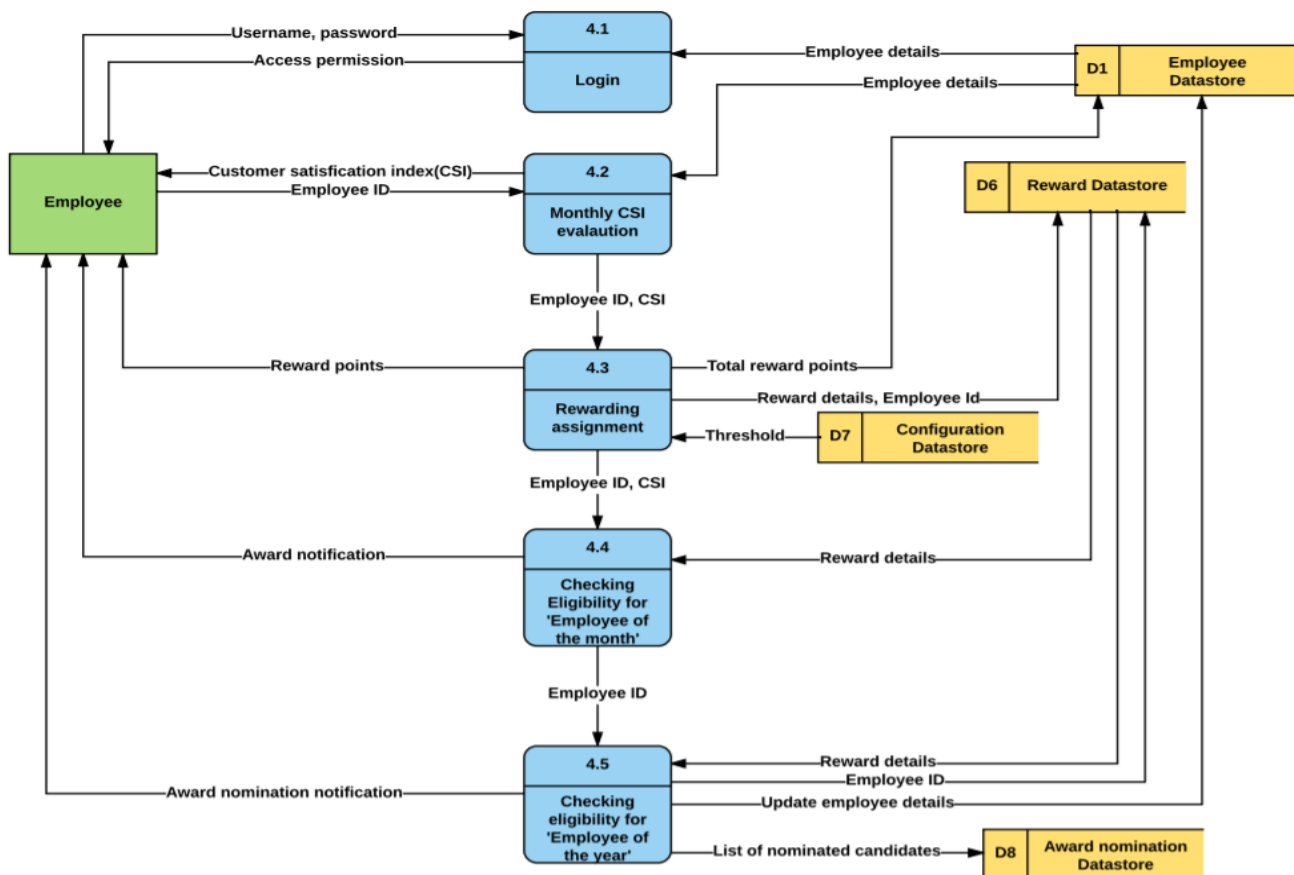 4.1
Username, password
Employee details
Access permission
Login
D1
Employee
Datastore
Employee details
Customer satisfication index(CSI)
4.2
Employee ID
D6
Reward Datastore
Employee
Monthly CSI
evalaution
Employee ID, CSI
Reward points
4.3
Total reward points
Reward details, Employee Id
Rewarding
assignment
Threshold
D7
Configuration
Datastore
Employee ID, CSI
Award notification
4.4
Reward details
Checking
Eligibility for
'Employee of
the month'
Employee ID
4.5
Reward details
Employee ID
Award nomination notification
Update employee details
Checking
eligibility for
'Employee of
the year'
List of nominated candidates
D8
Award nomination
Datastore